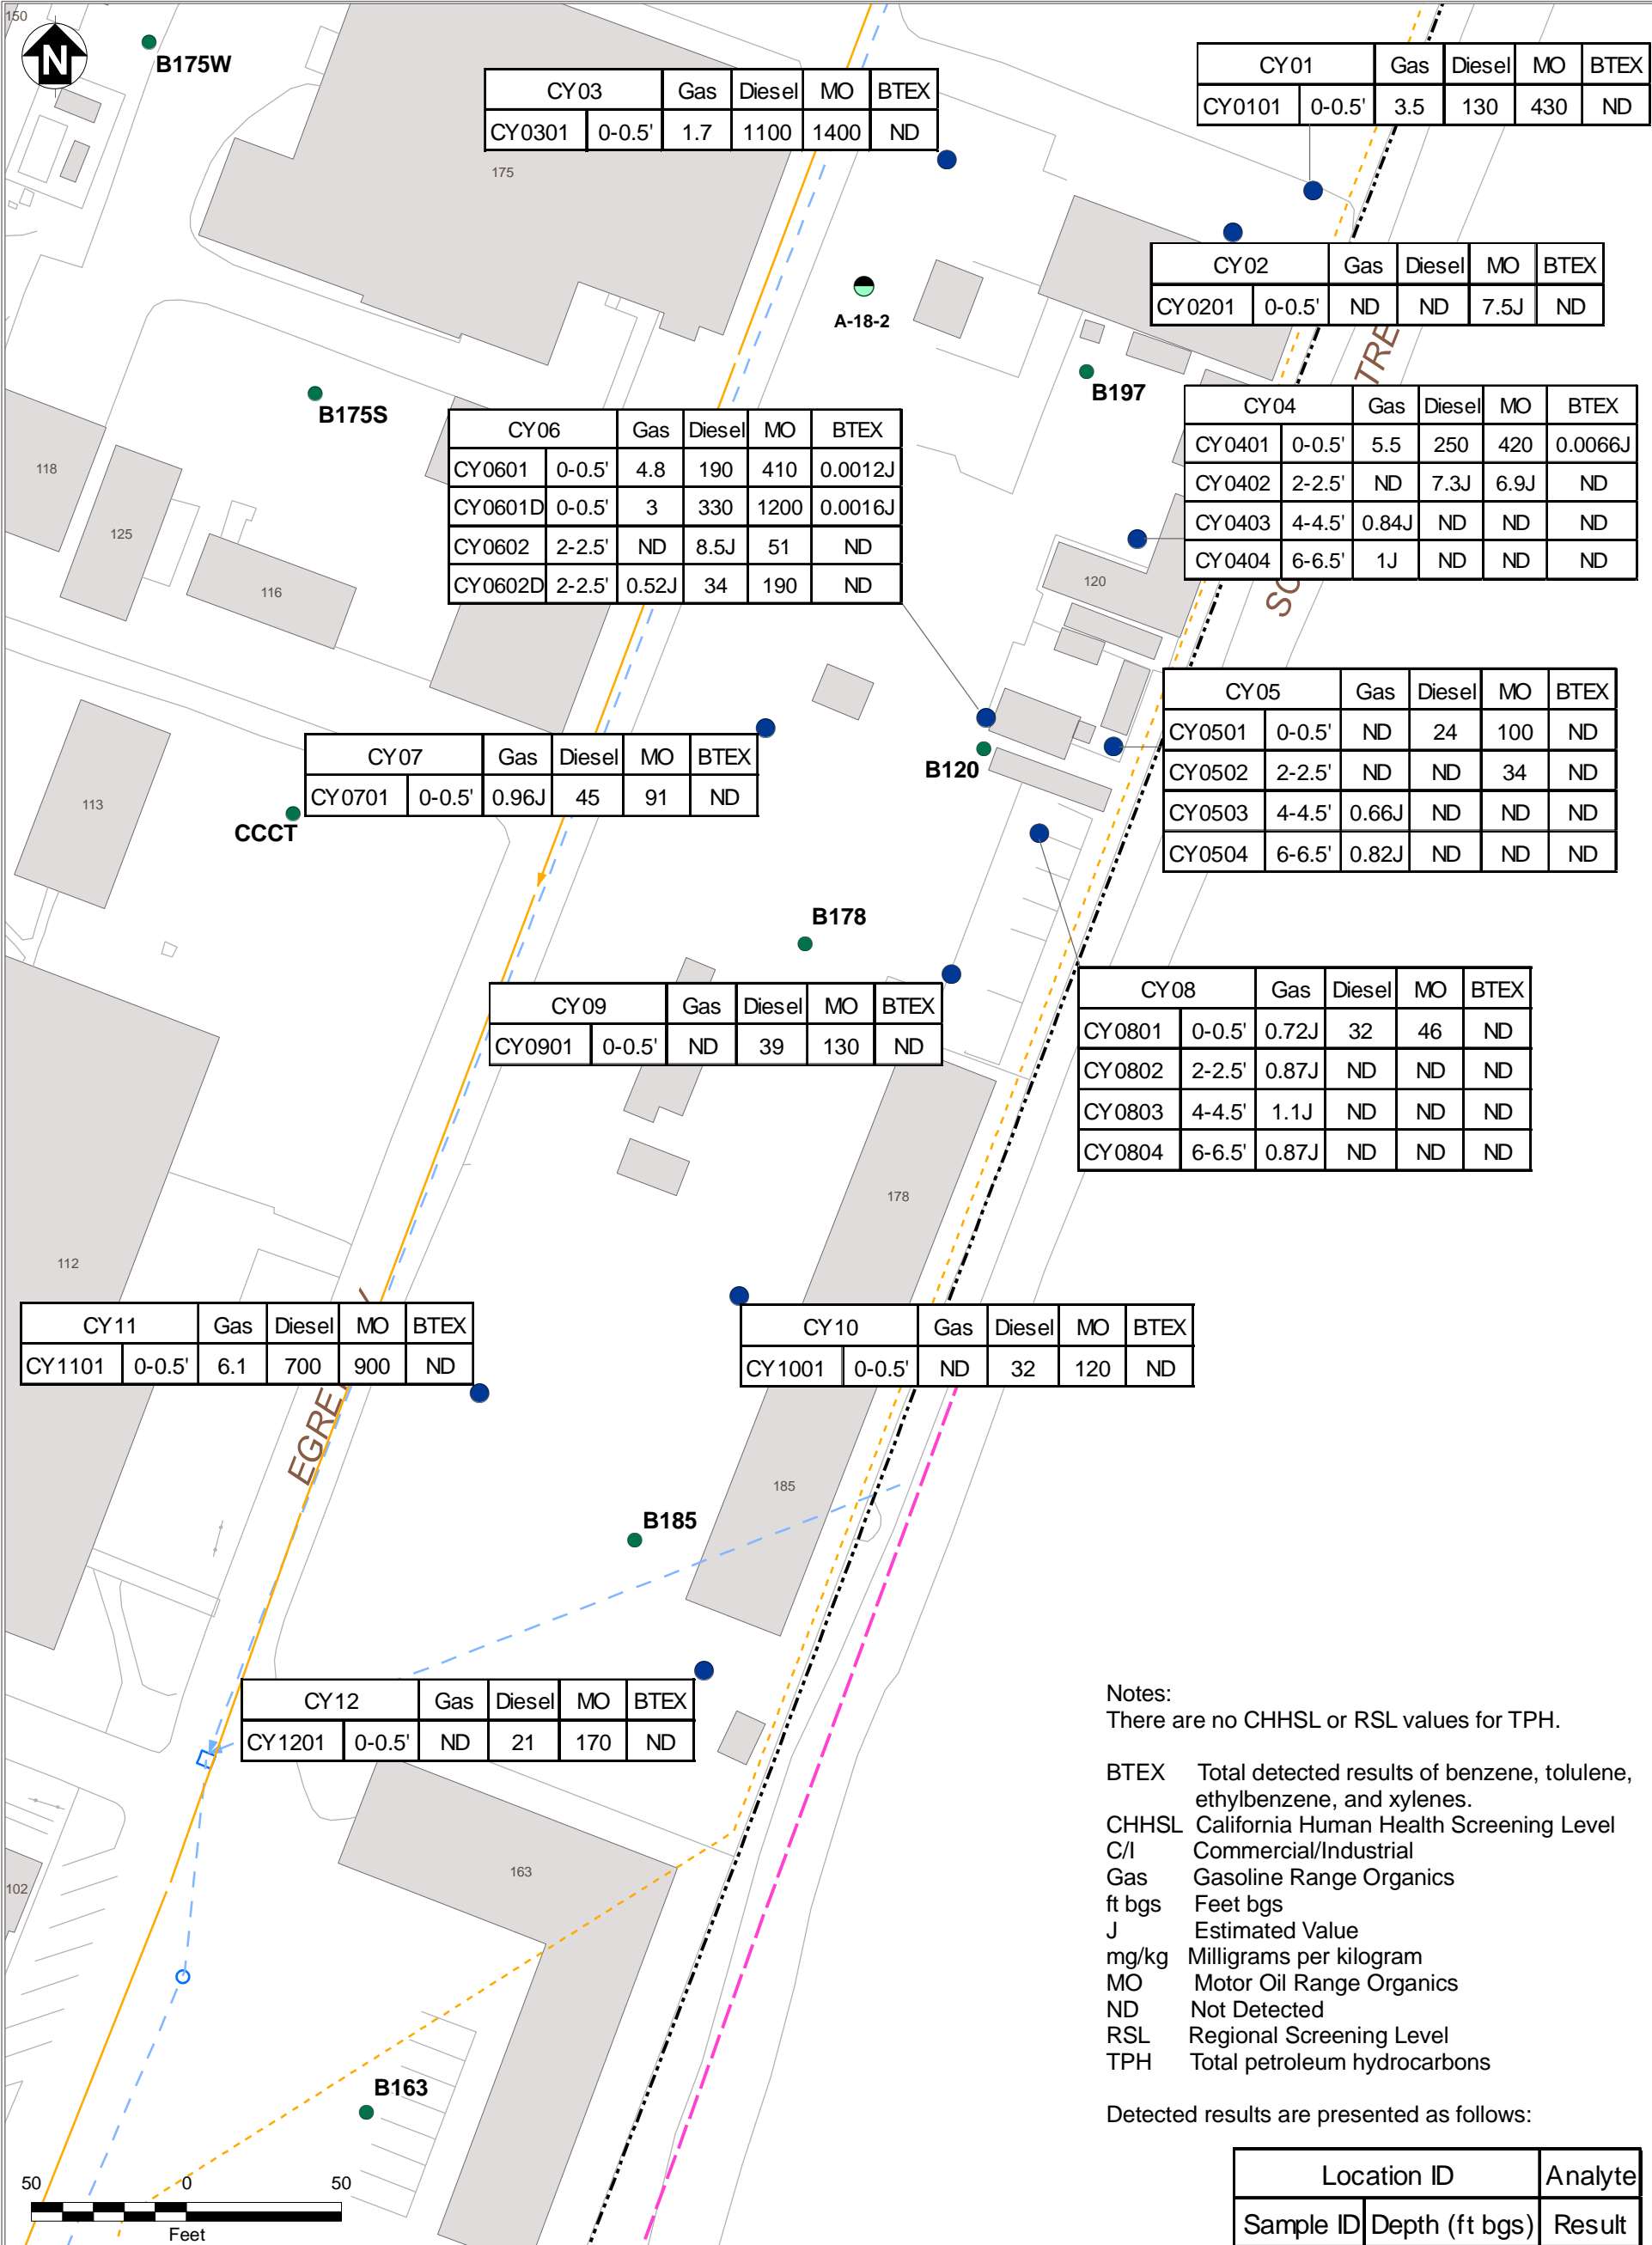 150
N
B175W
CY03 Gas Diesel MO BTEX
CY0301 0-0.5' 1.7 1100 1400 ND
175
CY01 Gas Diesel MO BTEX
CY0101 0-0.5' 3.5 130 430 ND
CY02 Gas Diesel MO BTEX
CY0201 0-0.5' ND ND 7.5J ND
A-18-2
B197
B175S
118
125
116
CY06 Gas Diesel MO BTEX
CY0601 0-0.5' 4.8 190 410 0.0012J
CY0601D 0-0.5' 3 330 1200 0.0016J
CY0602 2-2.5' ND 8.5J 51 ND
CY0602D 2-2.5' 0.52J 34 190 ND
CY04 Gas Diesel MO BTEX
CY0401 0-0.5' 5.5 250 420 0.0066J
CY0402 2-2.5' ND 7.3J 6.9J ND
CY0403 4-4.5' 0.84J ND ND ND
CY0404 6-6.5' 1J ND ND ND
120
CY05 Gas Diesel MO BTEX
CY0501 0-0.5' ND 24 100 ND
CY0502 2-2.5' ND ND 34 ND
CY0503 4-4.5' 0.66J ND ND ND
CY0504 6-6.5' 0.82J ND ND ND
B120
CY07 Gas Diesel MO BTEX
CY0701 0-0.5' 0.96J 45 91 ND
113
CCCT
B178
CY09 Gas Diesel MO BTEX
CY0901 0-0.5' ND 39 130 ND
CY08 Gas Diesel MO BTEX
CY0801 0-0.5' 0.72J 32 46 ND
CY0802 2-2.5' 0.87J ND ND ND
CY0803 4-4.5' 1.1J ND ND ND
CY0804 6-6.5' 0.87J ND ND ND
178
112
CY11 Gas Diesel MO BTEX
CY1101 0-0.5' 6.1 700 900 ND
CY10 Gas Diesel MO BTEX
CY1001 0-0.5' ND 32 120 ND
185
B185
CY12 Gas Diesel MO BTEX
CY1201 0-0.5' ND 21 170 ND
163
102
B163
50 0 50
Feet
Notes:
There are no CHHSL or RSL values for TPH.
BTEX Total detected results of benzene, tolulene,
ethylbenzene, and xylenes.
CHHSL California Human Health Screening Level
C/I Commercial/Industrial
Gas Gasoline Range Organics
ft bgs Feet bgs
J Estimated Value
mg/kg Milligrams per kilogram
MO Motor Oil Range Organics
ND Not Detected
RSL Regional Screening Level
TPH Total petroleum hydrocarbons
Detected results are presented as follows:
Location ID Analyte
Sample ID Depth (ft bgs) Result